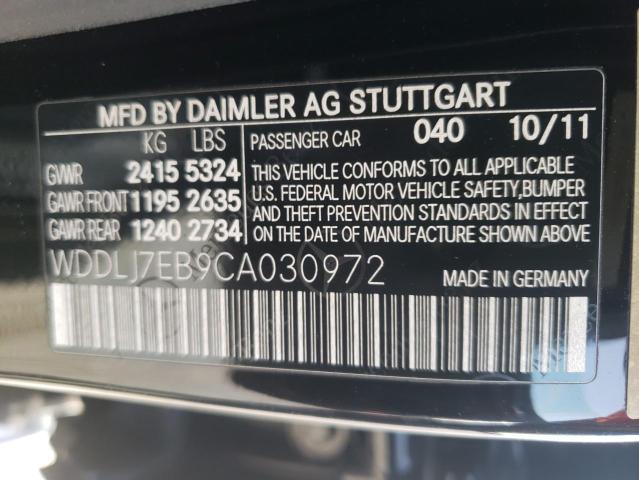 MFD BY DAIMLER AG STUTTGART
KG LBS PASSENGER CAR 040 10/11
GVWR 2415 5324
GAWR FRONT 1195 2635
GAWR REAR 1240 2734
THIS VEHICLE CONFORMS TO ALL APPLICABLE
U.S. FEDERAL MOTOR VEHICLE SAFETY, BUMPER
AND THEFT PREVENTION STANDARDS IN EFFECT
ON THE DATE OF MANUFACTURE SHOWN ABOVE
WDDLJ7EB9CA030972 MADE IN GERMANY